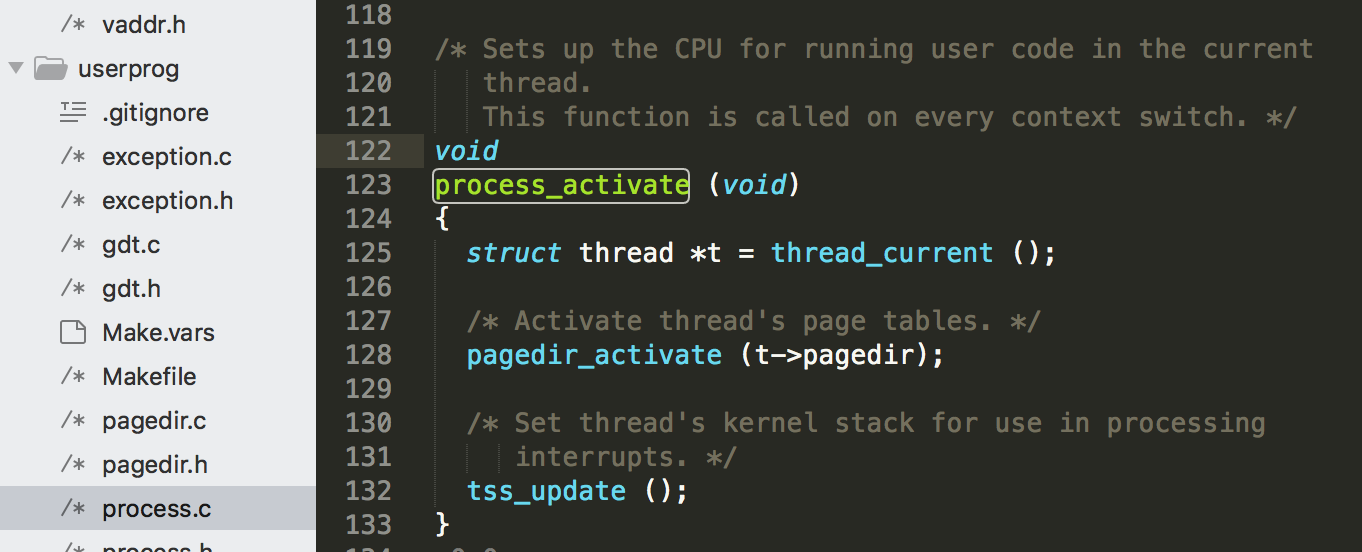 vaddr.h
userprog
.gitignore
exception.c
exception.h
gdt.c
gdt.h
Make.vars
Makefile
pagedir.c
pagedir.h
process.c
process.h
118
119 /* Sets up the CPU for running user code in the current
120 thread.
121 This function is called on every context switch. */
122 void
123 process_activate (void)
124 {
125 struct thread *t = thread_current ();
126
127 /* Activate thread's page tables. */
128 pagedir_activate (t->pagedir);
129
130 /* Set thread's kernel stack for use in processing
131 interrupts. */
132 tss_update ();
133 }